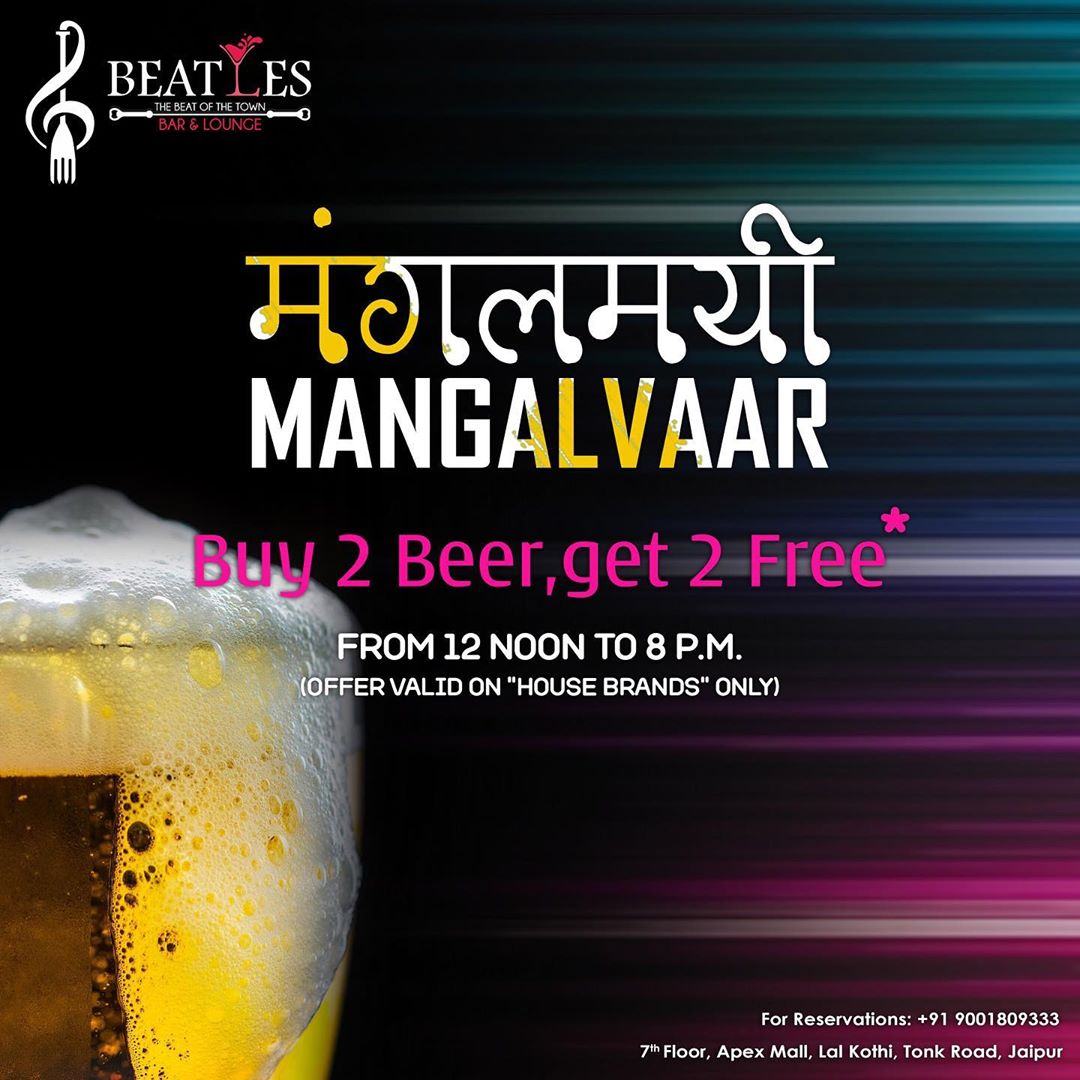 BEATLES
THE BEAT OF THE TOWN
BAR & LOUNGE
मंगलमयी
MANGALVAAR
Buy 2 Beer,get 2 Free*
FROM 12 NOON TO 8 P.M.
(OFFER VALID ON "HOUSE BRANDS" ONLY)
For Reservations: +91 9001809333
7th Floor, Apex Mall, Lal Kothi, Tonk Road, Jaipur